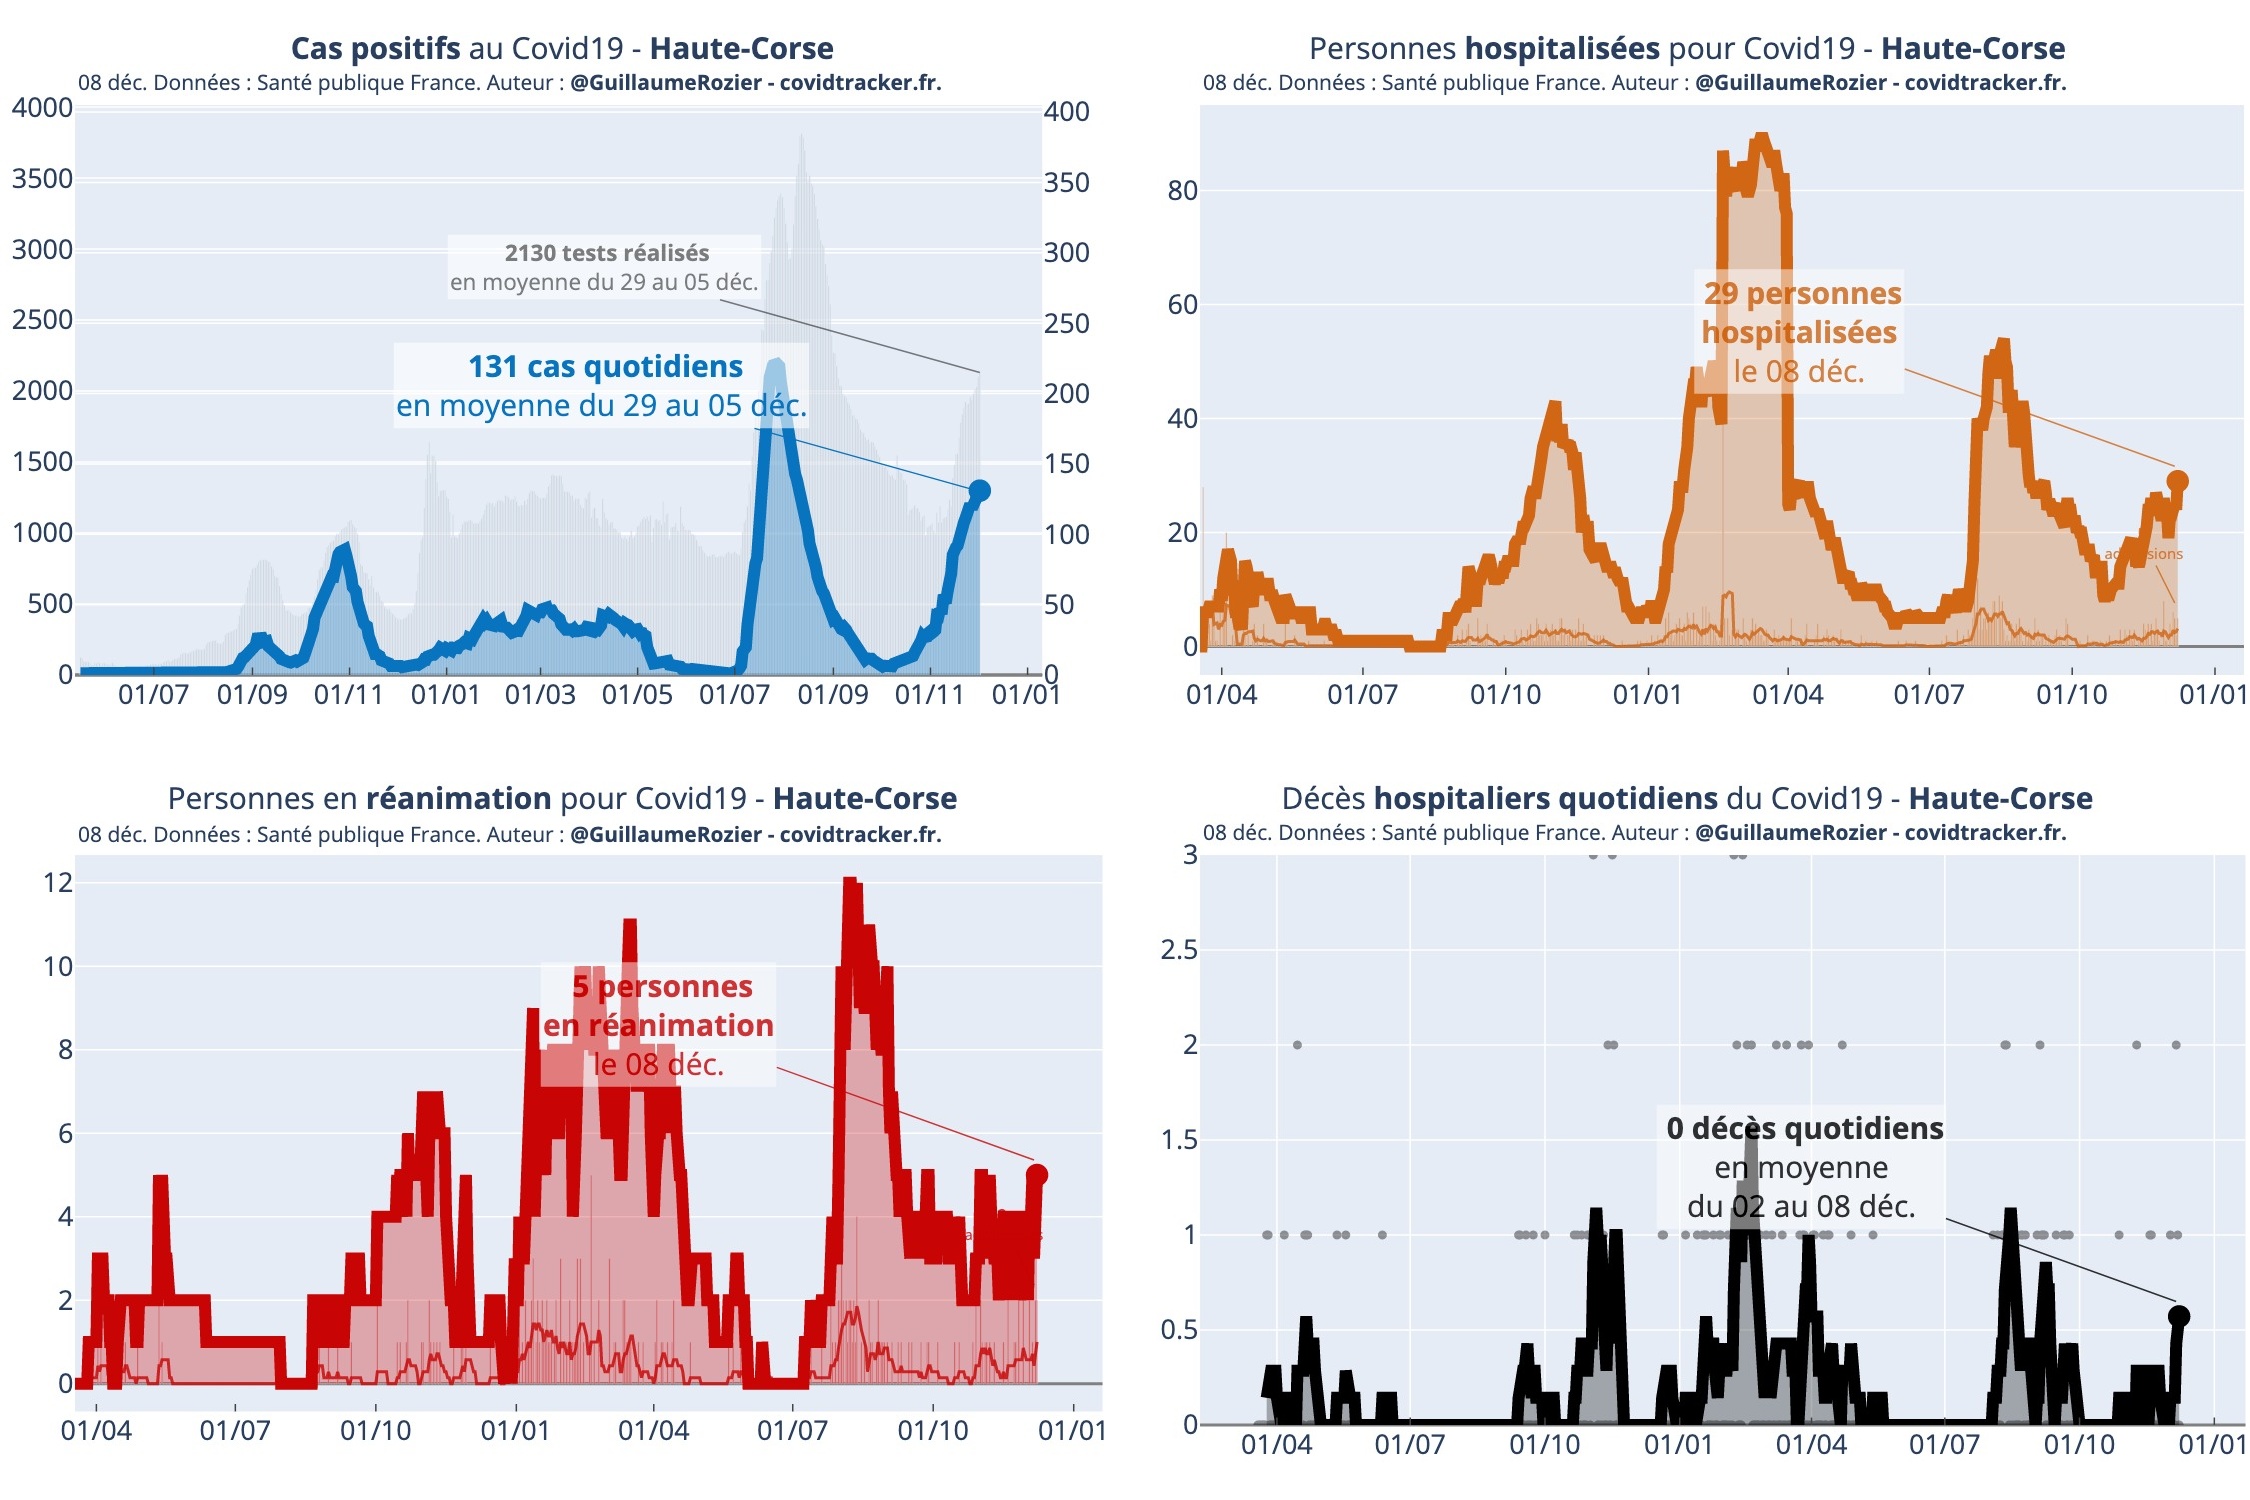 Cas positifs au Covid19 - Haute-Corse
08 déc. Données : Santé publique France. Auteur : @GuillaumeRozier - covidtracker.fr.
4000
3500
3000
2500
2000
1500
1000
500
0
400
350
300
250
200
150
100
50
0
2130 tests réalisés
en moyenne du 29 au 05 déc.
131 cas quotidiens
en moyenne du 29 au 05 déc.
01/07 01/09 01/11 01/01 01/03 01/05 01/07 01/09 01/11 01/01
Personnes hospitalisées pour Covid19 - Haute-Corse
08 déc. Données : Santé publique France. Auteur : @GuillaumeRozier - covidtracker.fr.
80
60
40
20
0
29 personnes
hospitalisées
le 08 déc.
01/04 01/07 01/10 01/01 01/04 01/07 01/10 01/01
Personnes en réanimation pour Covid19 - Haute-Corse
08 déc. Données : Santé publique France. Auteur : @GuillaumeRozier - covidtracker.fr.
12
10
8
6
4
2
0
5 personnes
en réanimation
le 08 déc.
01/04 01/07 01/10 01/01 01/04 01/07 01/10 01/01
Décès hospitaliers quotidiens du Covid19 - Haute-Corse
08 déc. Données : Santé publique France. Auteur : @GuillaumeRozier - covidtracker.fr.
3
2.5
2
1.5
1
0.5
0
0 décès quotidiens
en moyenne
du 02 au 08 déc.
01/04 01/07 01/10 01/01 01/04 01/07 01/10 01/01